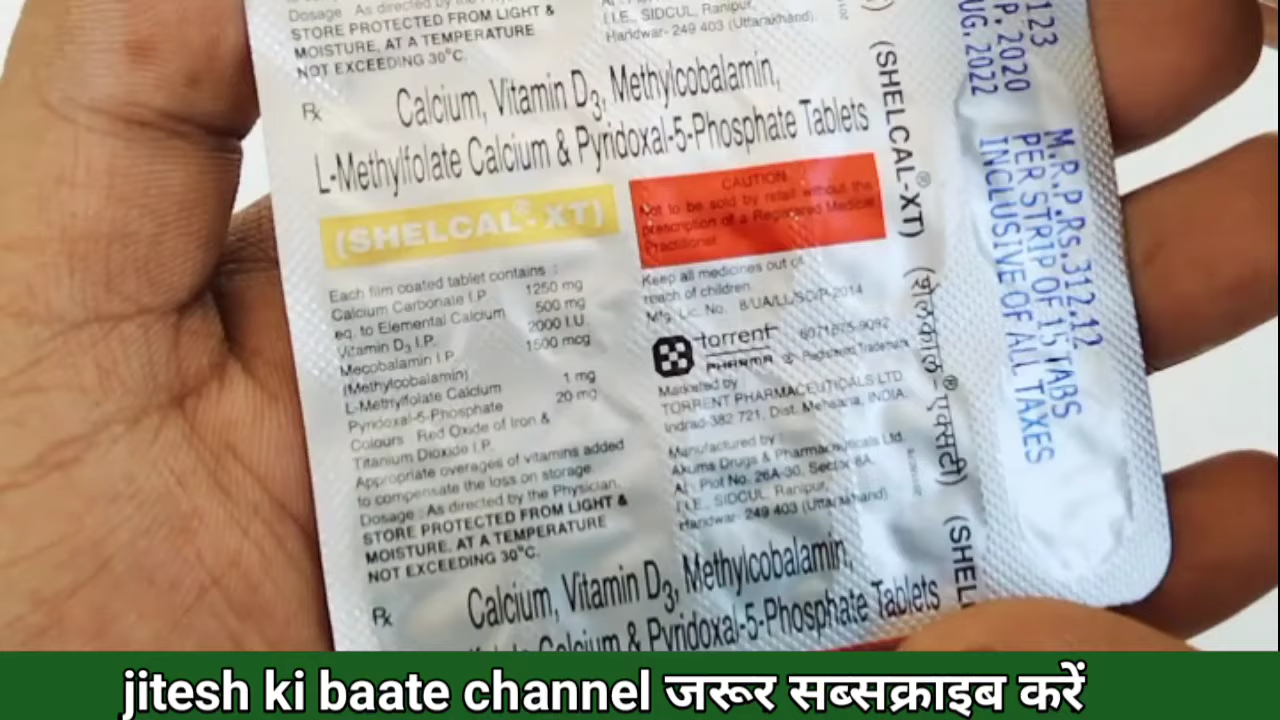 Dosage : As directed by the Physician.
STORE PROTECTED FROM LIGHT &
MOISTURE, AT A TEMPERATURE
NOT EXCEEDING 30°C.
I.I.E., SIDCUL, Ranipur,
Haridwar- 249 403 (Uttarakhand).
Rx
Calcium, Vitamin D3, Methylcobalamin,
L-Methylfolate Calcium & Pyridoxal-5-Phosphate Tablets
(SHELCAL®-XT)
Each film coated tablet contains :
Calcium Carbonate I.P. 1250 mg
eq. to Elemental Calcium 500 mg
Vitamin D3 I.P. 2000 I.U.
Mecobalamin I.P. 1500 mcg
(Methylcobalamin)
L-Methylfolate Calcium 1 mg
Pyridoxal-5-Phosphate 20 mg
Colours : Red Oxide of Iron &
Titanium Dioxide I.P.
Appropriate overages of vitamins added
to compensate the loss on storage.
Dosage : As directed by the Physician.
STORE PROTECTED FROM LIGHT &
MOISTURE, AT A TEMPERATURE
NOT EXCEEDING 30°C.
CAUTION
Not to be sold by retail without the
prescription of a Registered Medical
Practitioner.
Keep all medicines out of
reach of children.
Mfg. Lic. No. 8/UA/LL/SC/P-2014
torrent
PHARMA
6071875-9092
® - Registered Trademark
Marketed by :
TORRENT PHARMACEUTICALS LTD.
Indrad-382 721, Dist. Mehsana, INDIA.
Manufactured by :
Akums Drugs & Pharmaceuticals Ltd.
At : Plot No. 26A-30, Sector 8A,
I.I.E., SIDCUL, Ranipur,
Haridwar- 249 403 (Uttarakhand).
(SHELCAL®-XT)
(शेलकाल®-एक्सटी)
(SHEL
123
P. 2020
UG. 2022
M.R.P.Rs.312.12
PER STRIP OF 15 TABS
INCLUSIVE OF ALL TAXES
Rx
Calcium, Vitamin D3, Methylcobalamin,
Calcium & Pyridoxal-5-Phosphate Tablets
jitesh ki baate channel जरूर सब्सक्राइब करें